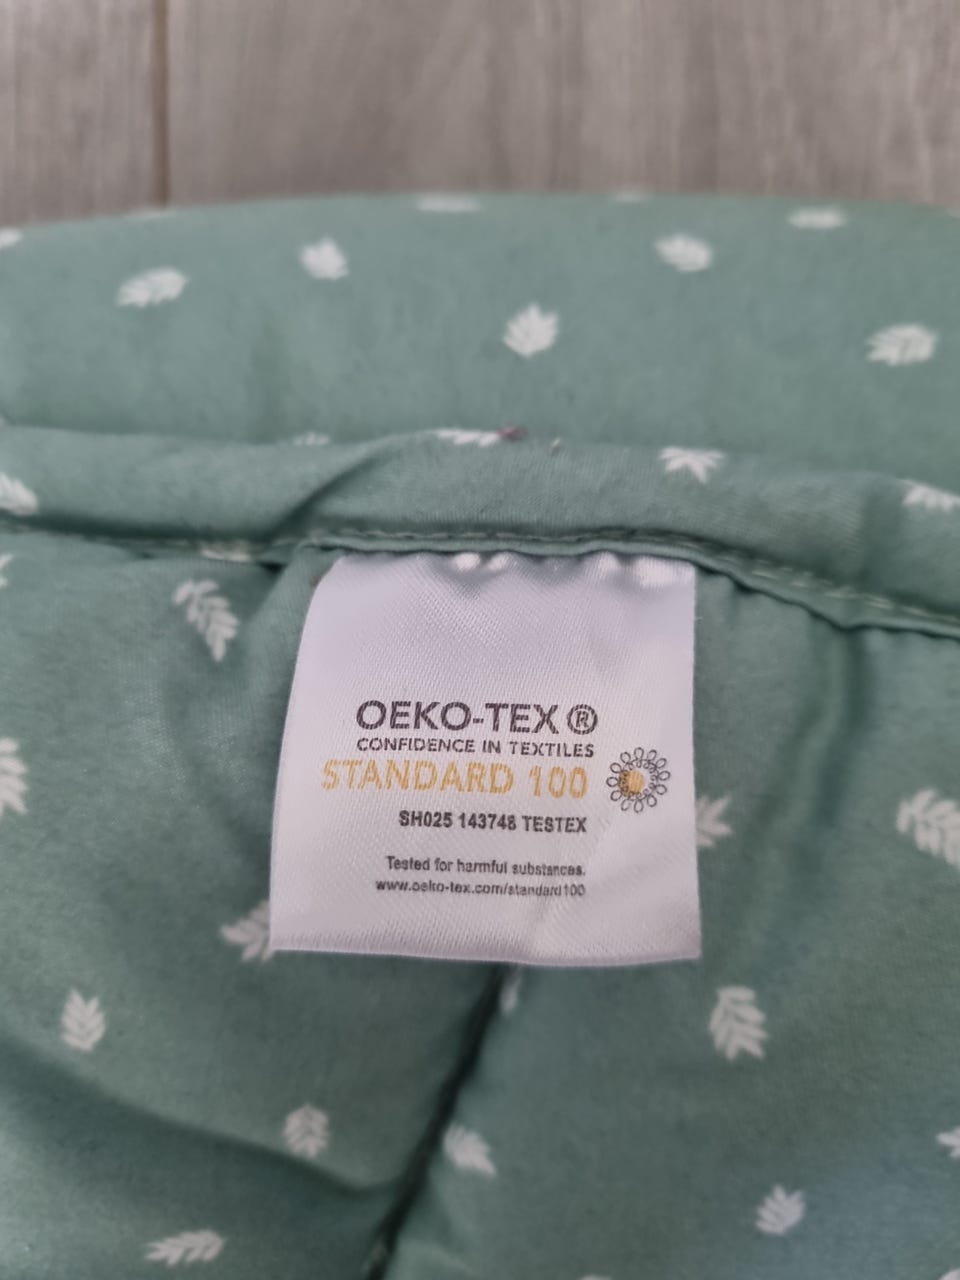 OEKO-TEX®
CONFIDENCE IN TEXTILES
STANDARD 100
SH025 143748 TESTEX
Tested for harmful substances.
www.oeko-tex.com/standard100